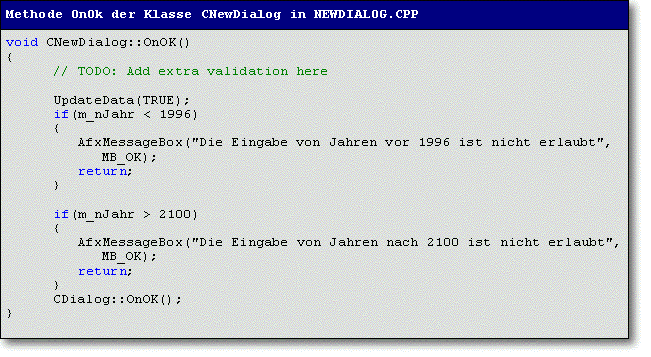 Methode OnOk der Klasse CNewDialog in NEWDIALOG.CPP
void CNewDialog::OnOK()
{
// TODO: Add extra validation here
UpdateData(TRUE);
if(m_nJahr < 1996)
{
AfxMessageBox("Die Eingabe von Jahren vor 1996 ist nicht erlaubt",
MB_OK);
return;
}
if(m_nJahr > 2100)
{
AfxMessageBox("Die Eingabe von Jahren nach 2100 ist nicht erlaubt",
MB_OK);
return;
}
CDialog::OnOK();
}